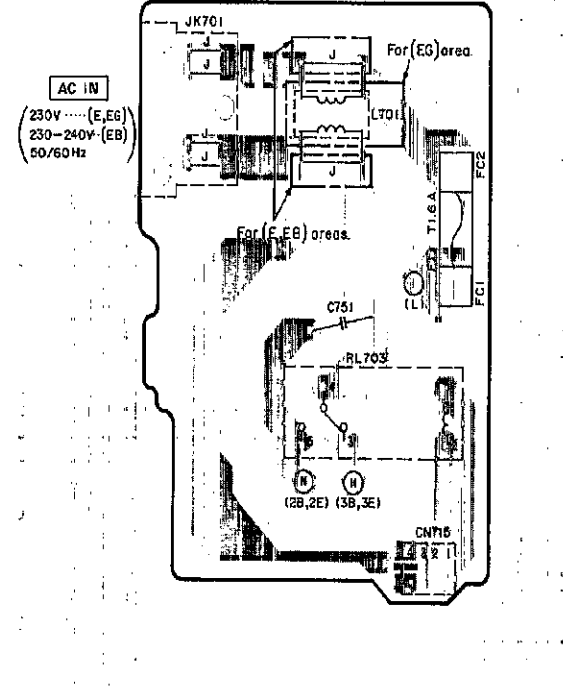 JK701
J
J
J
J
AC IN
230V ·····(E,EG)
230-240V·(EB)
50/60Hz
J
For (EG) area.
L701
J
For (E,EB) areas.
FC2
T1.6A
FC1
(L)
C751
RL703
N
N
(2B,2E) (3B,3E)
CN715